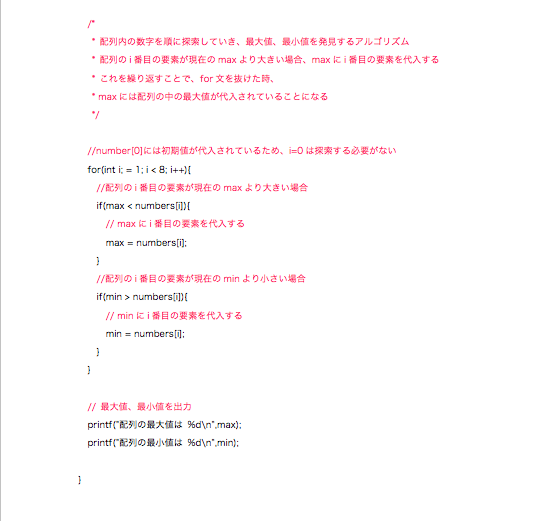 /*
* 配列内の数字を順に探索していき、最大値、最小値を発見するアルゴリズム
* 配列の i 番目の要素が現在の max より大きい場合、max に i 番目の要素を代入する
* これを繰り返すことで、for 文を抜けた時、
* max には配列の中の最大値が代入されていることになる
*/
//number[0]には初期値が代入されているため、i=0 は探索する必要がない
for(int i; = 1; i < 8; i++){
//配列の i 番目の要素が現在の max より大きい場合
if(max < numbers[i]){
// max に i 番目の要素を代入する
max = numbers[i];
}
//配列の i 番目の要素が現在の min より小さい場合
if(min > numbers[i]){
// min に i 番目の要素を代入する
min = numbers[i];
}
}
// 最大値、最小値を出力
printf("配列の最大値は %d\n",max);
printf("配列の最小値は %d\n",min);
}